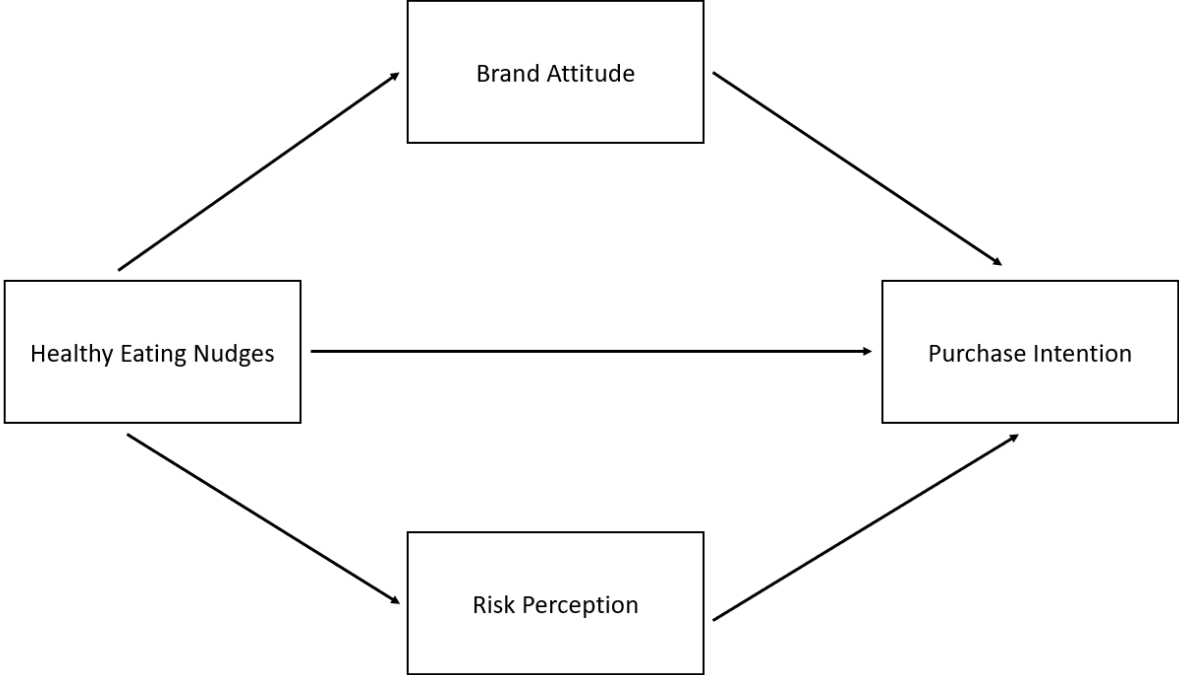 Brand Attitude
Healthy Eating Nudges
Purchase Intention
Risk Perception